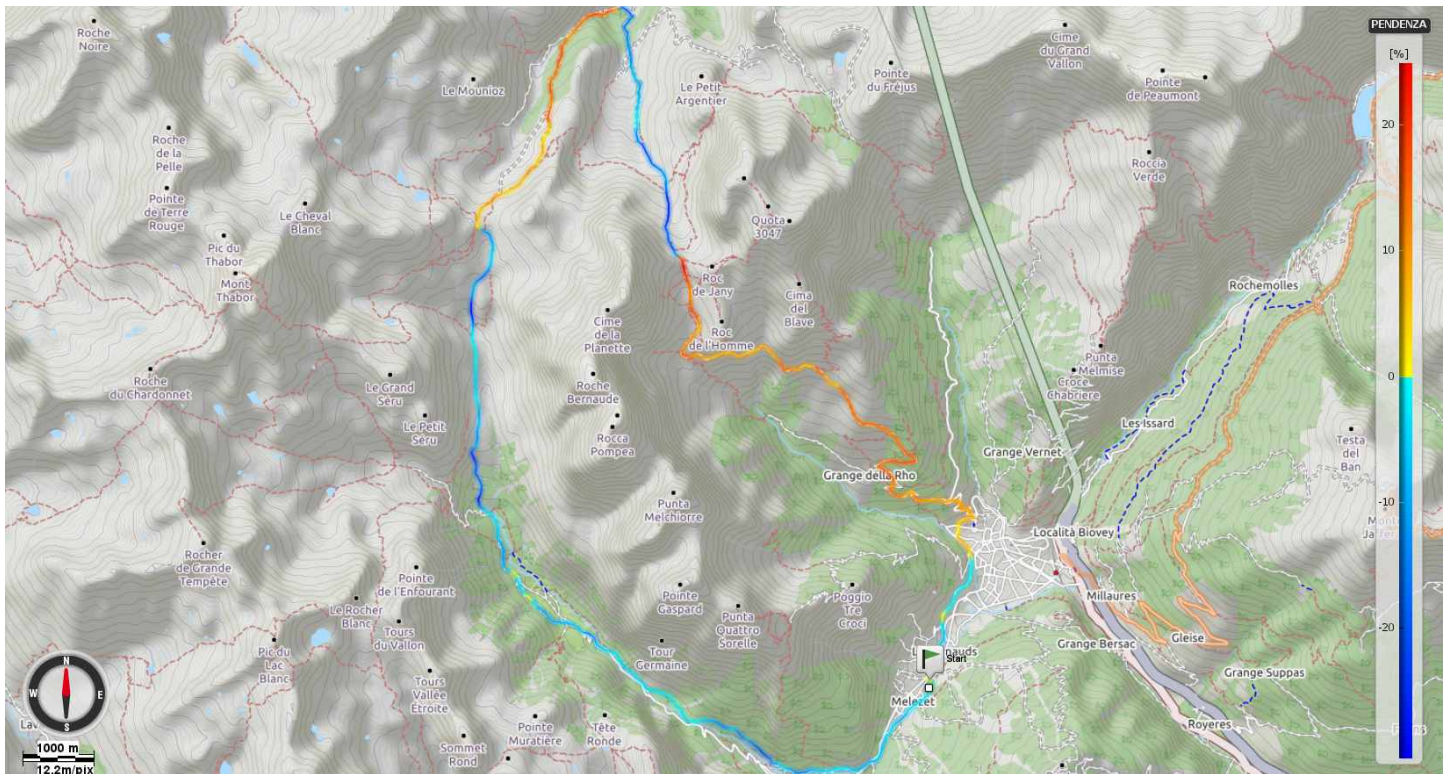 Roche
Noire
Le Mounioz
Le Petit
Argentier
Pointe
du Fréjus
Cime
du Grand
Vallon
Pointe
de Peaumont
PENDENZA
[%]
20
10
0
-10
-20
Roche
de la
Pelle
Pointe
de Terre
Rouge
Le Cheval
Blanc
Pic du
Thabor
Mont
Thabor
Roccia
Verde
Quota
3047
Roc
de Jany
Cima
del
Blave
Roc
de l'Homme
Cime
de la
Planette
Rochemolles
Punta
Melmise
Croce
Chabriere
Roche
du Chardonnet
Le Grand
Séru
Le Petit
Séru
Roche
Bernaude
Rocca
Pompea
Les Issard
Testa
del
Ban
Grange Vernet
Grange della Rho
Punta
Melchiorre
Località Biovey
Rocher
de Grande
Tempête
Pointe
de l'Enfourant
Le Rocher
Blanc
Tours
du Vallon
Pic du
Lac
Blanc
Tours
Vallée
Étroite
Pointe
Gaspard
Punta
Quattro
Sorelle
Poggio
Tre
Croci
Tour
Germaine
Millaures
Gleise
Grange Bersac
Grange Suppas
Start
Melezet
Royeres
Pointe
Muratière
Tête
Ronde
Sommet
Rond
N
W
E
S
1000 m
12.2m/pix